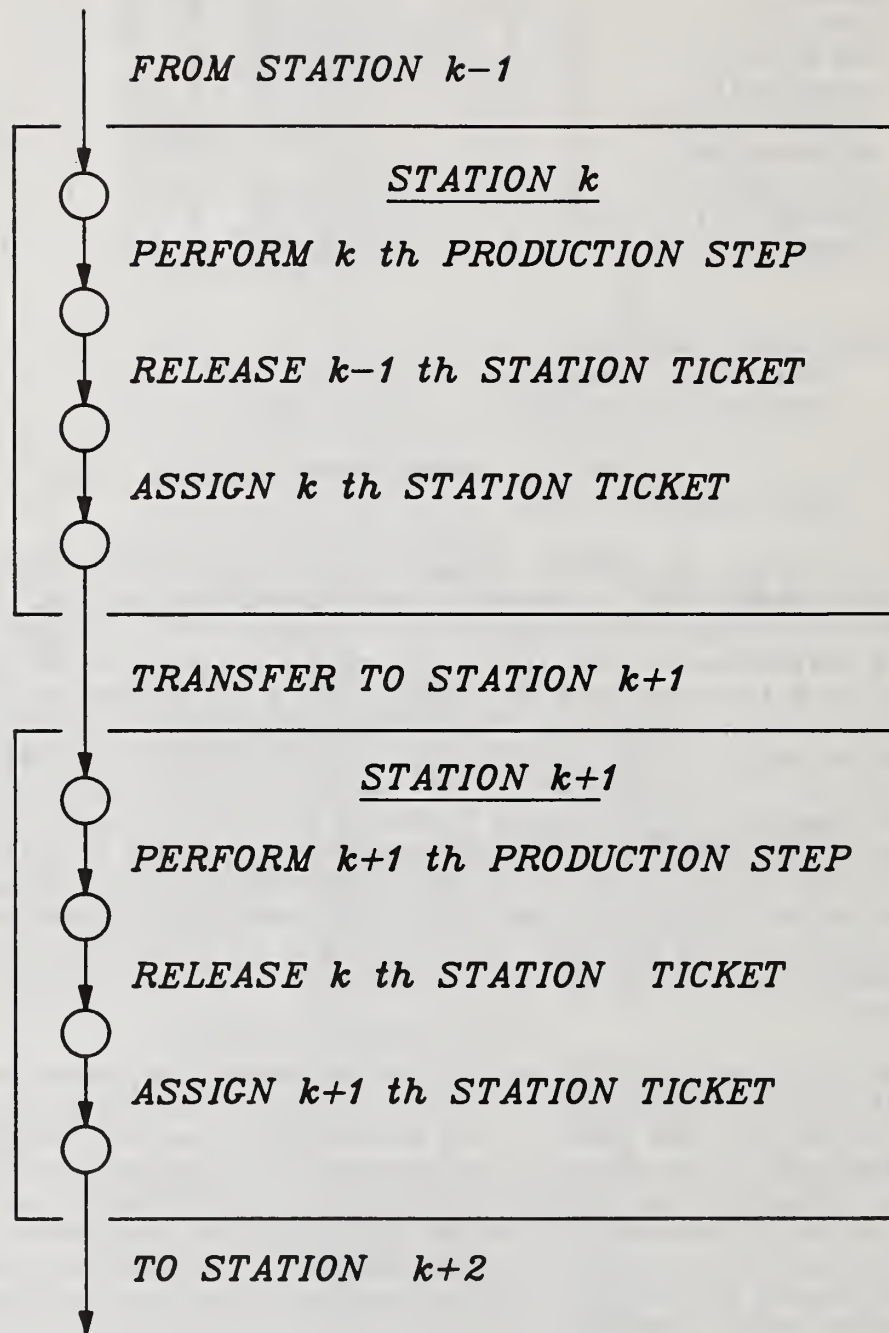 FROM STATION k-1
STATION k
PERFORM k th PRODUCTION STEP
RELEASE k-1 th STATION TICKET
ASSIGN k th STATION TICKET
TRANSFER TO STATION k+1
STATION k+1
PERFORM k+1 th PRODUCTION STEP
RELEASE k th STATION TICKET
ASSIGN k+1 th STATION TICKET
TO STATION k+2